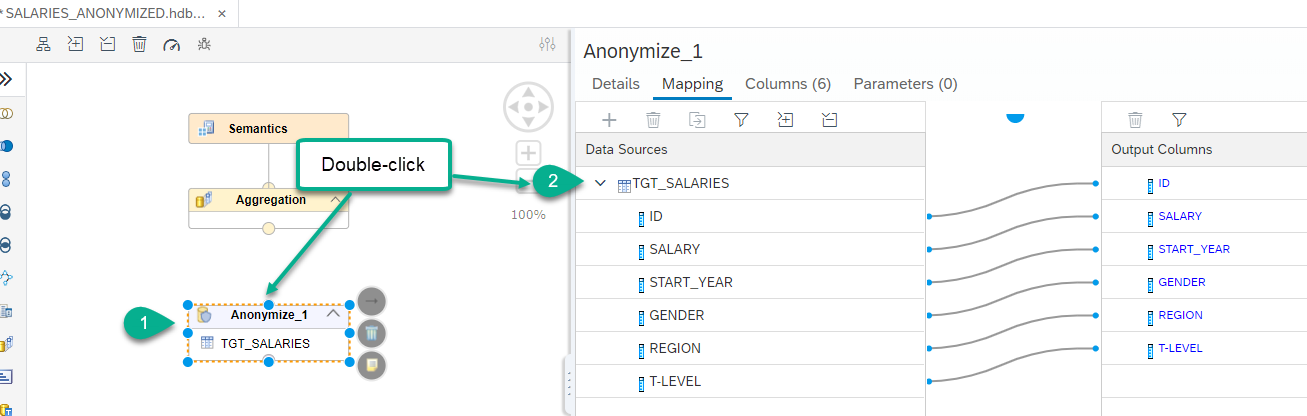 * SALARIES_ANONYMIZED.hdb... ×
Semantics
Double-click
Aggregation
100%
1
Anonymize_1
TGT_SALARIES
Anonymize_1
Details Mapping Columns (6) Parameters (0)
Data Sources
Output Columns
2
TGT_SALARIES
ID
SALARY
START_YEAR
GENDER
REGION
T-LEVEL
ID
SALARY
START_YEAR
GENDER
REGION
T-LEVEL